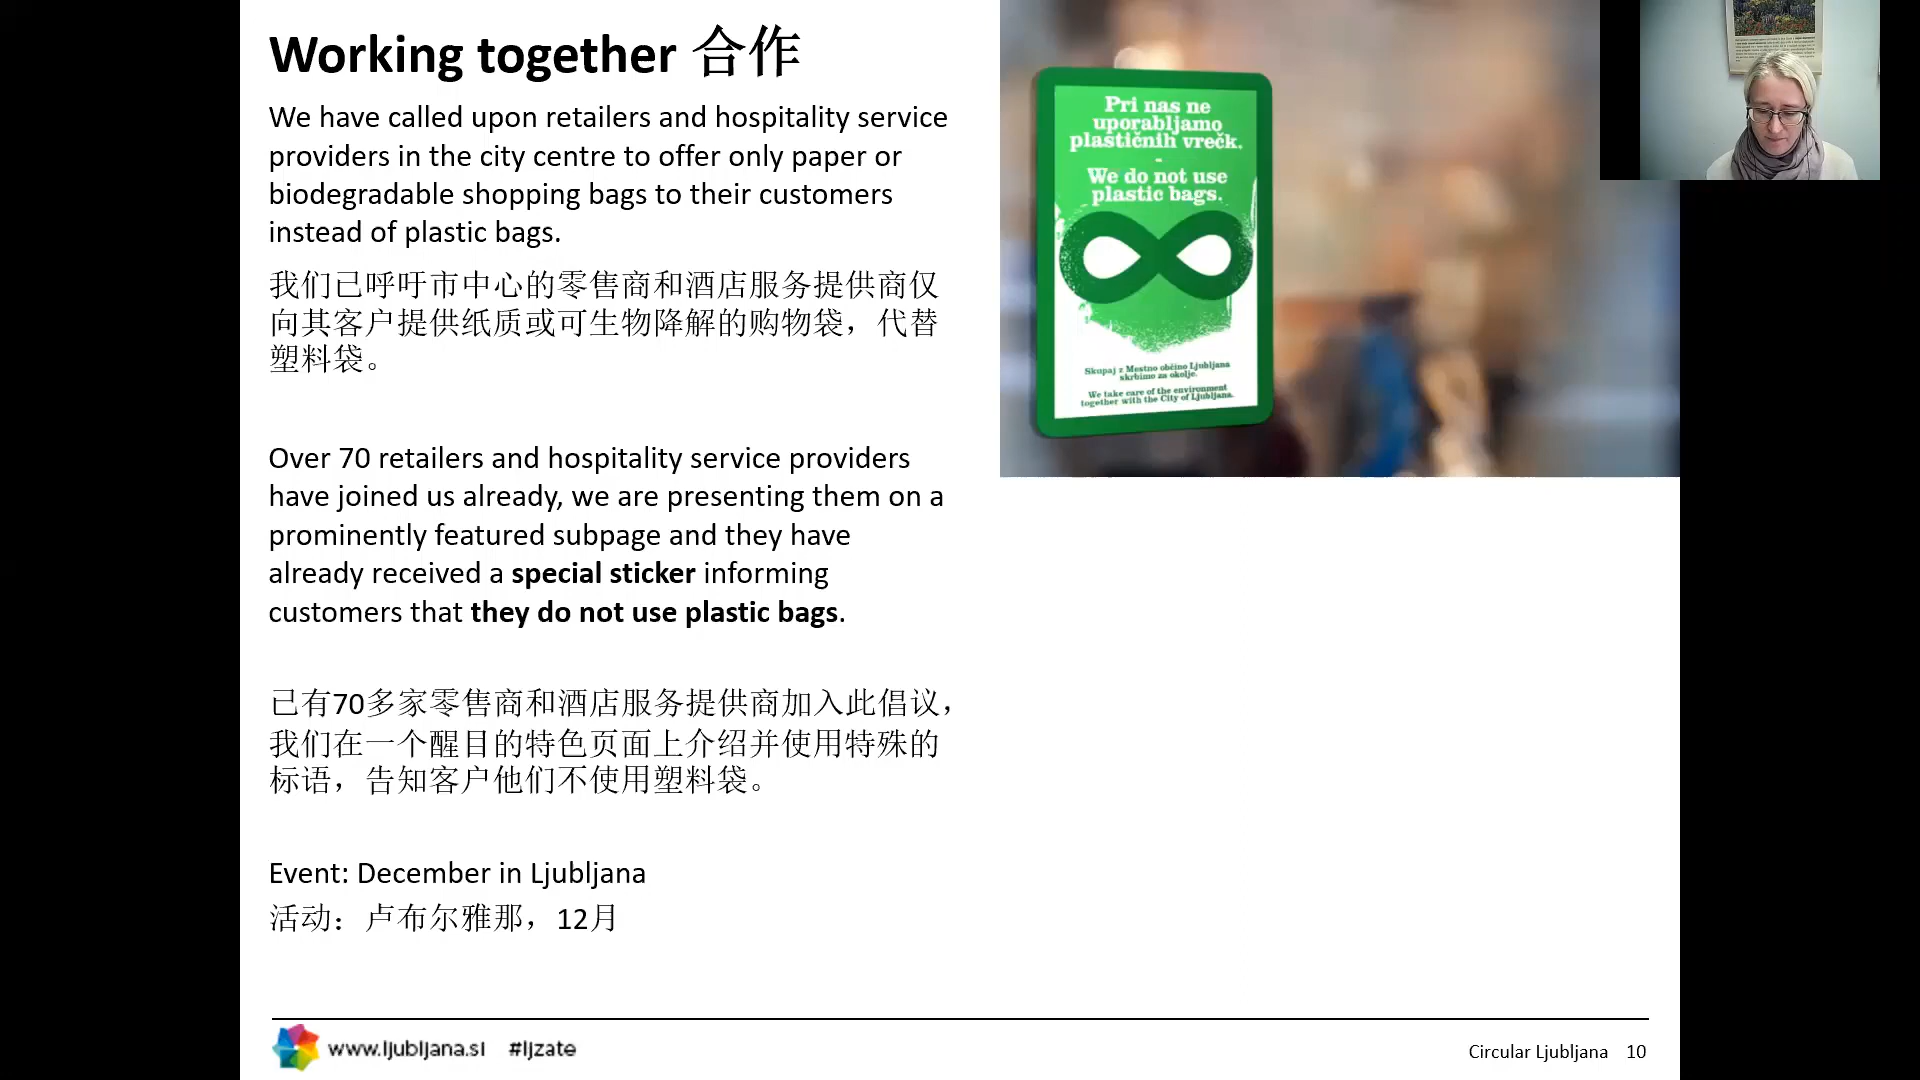 Working together 合作
We have called upon retailers and hospitality service
providers in the city centre to offer only paper or
biodegradable shopping bags to their customers
instead of plastic bags.
我们已呼吁市中心的零售商和酒店服务提供商仅
向其客户提供纸质或可生物降解的购物袋，代替
塑料袋。
Over 70 retailers and hospitality service providers
have joined us already, we are presenting them on a
prominently featured subpage and they have
already received a special sticker informing
customers that they do not use plastic bags.
已有70多家零售商和酒店服务提供商加入此倡议，
我们在一个醒目的特色页面上介绍并使用特殊的
标语，告知客户他们不使用塑料袋。
Event: December in Ljubljana
活动：卢布尔雅那，12月
Pri nas ne
uporabljamo
plastičnih vrečk.
-
We do not use
plastic bags.
Skupaj z Mestno občino Ljubljana
skrbimo za okolje.
We take care of the environment
together with the City of Ljubljana.
www.ljubljana.si #ljzate
Circular Ljubljana 10